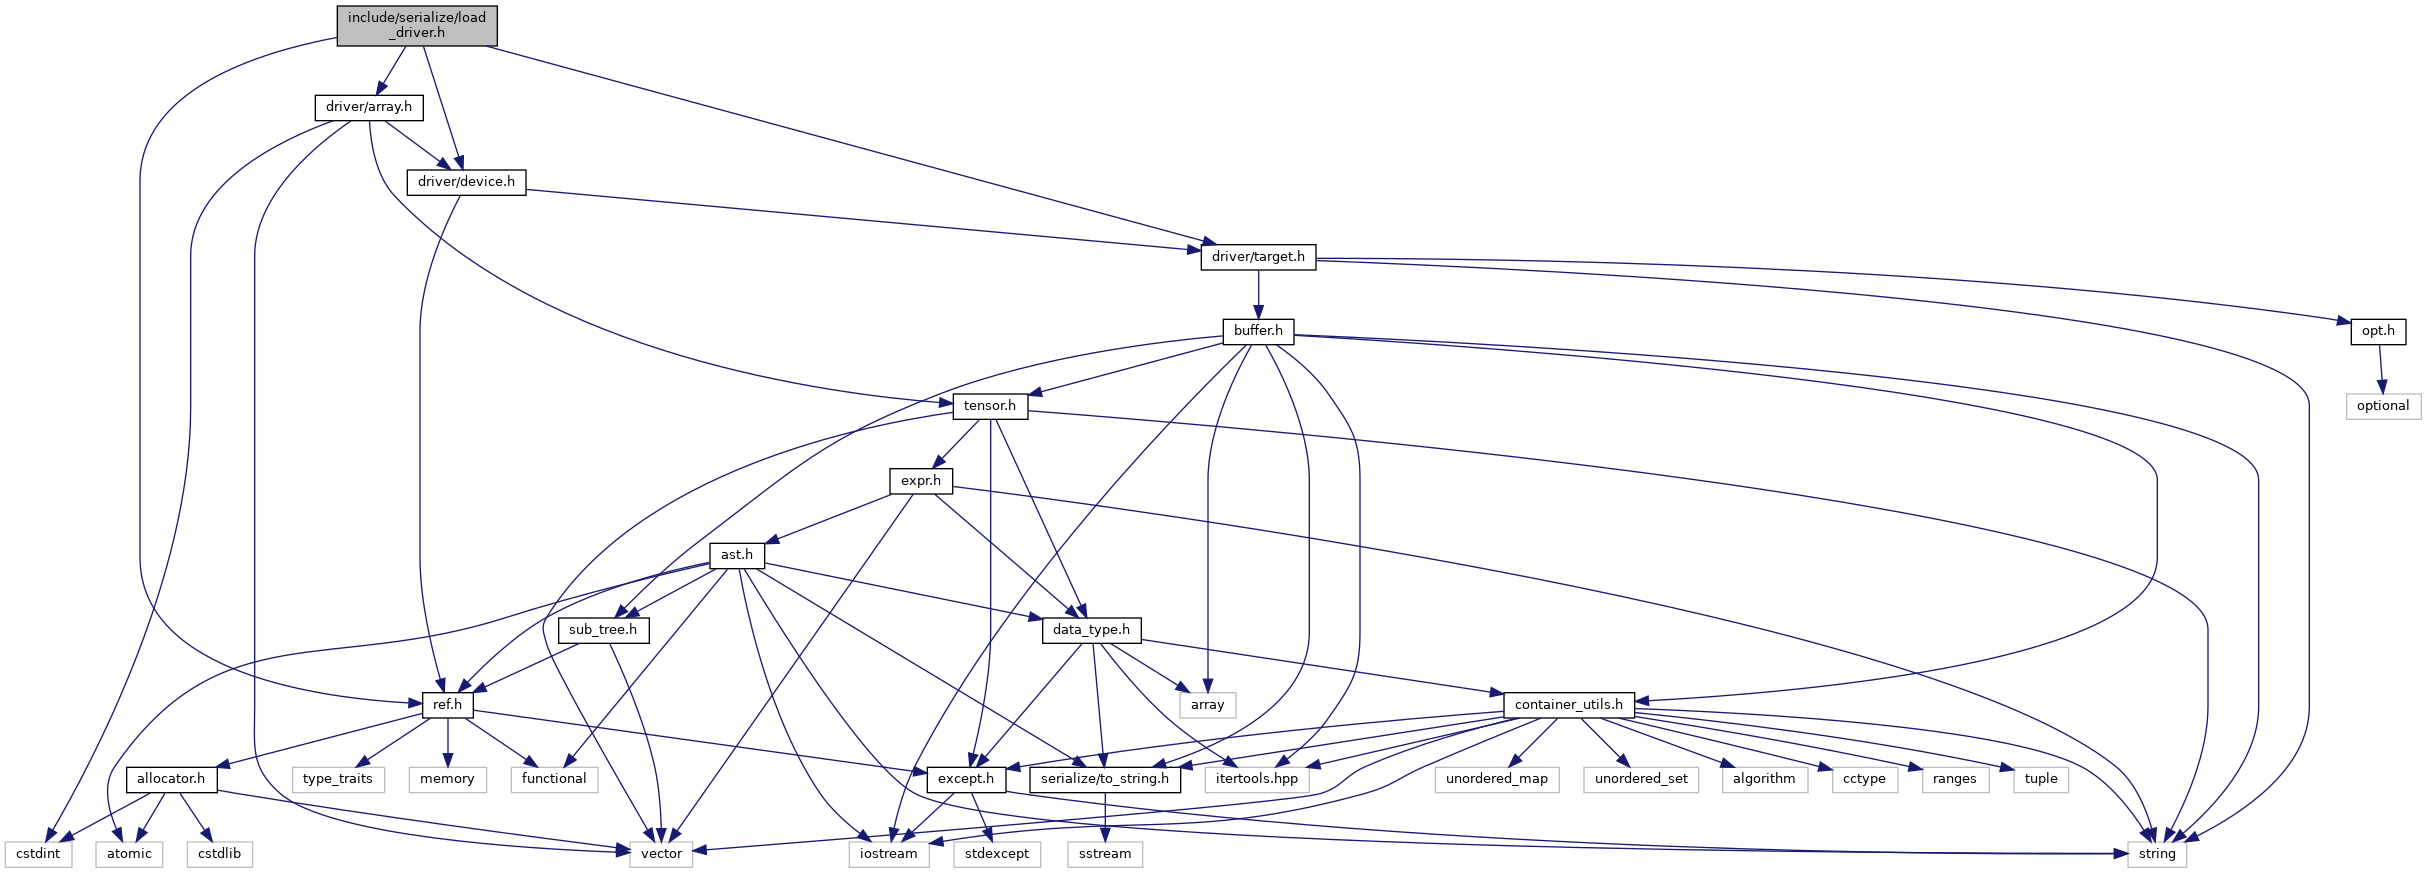 include/serialize/load
_driver.h
driver/array.h
driver/device.h
driver/target.h
buffer.h
opt.h
tensor.h
optional
expr.h
ast.h
sub_tree.h
data_type.h
ref.h
array
container_utils.h
allocator.h
type_traits
memory
functional
except.h
serialize/to_string.h
itertools.hpp
unordered_map
unordered_set
algorithm
cctype
ranges
tuple
cstdint
atomic
cstdlib
vector
iostream
stdexcept
sstream
string